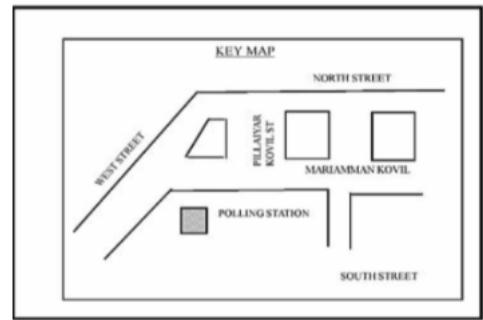 KEY MAP
NORTH STREET
WEST STREET
PILLAIYAR
KOVIL ST
MARIAMMAN KOVIL
POLLING STATION
SOUTH STREET